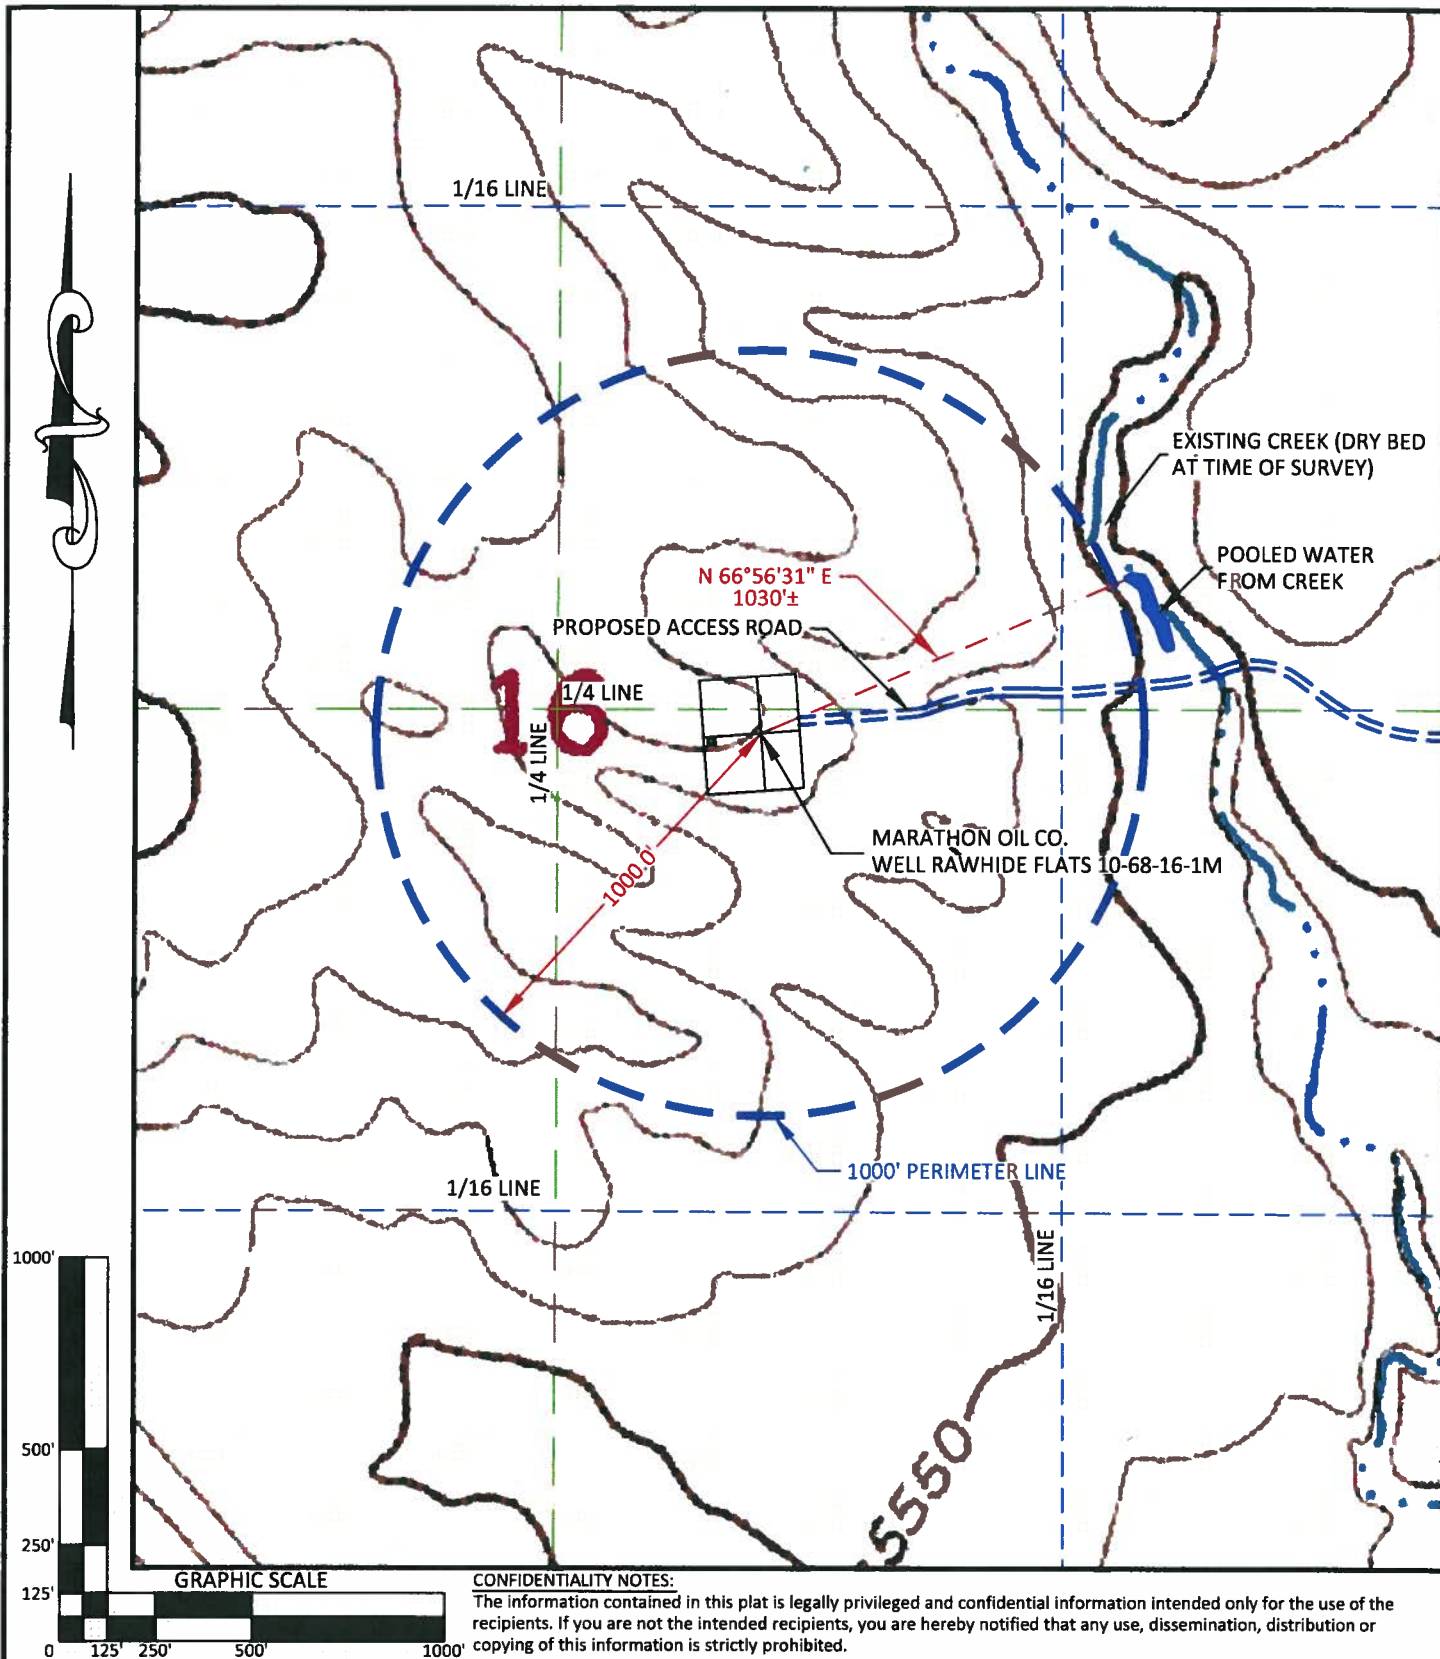 1/16 LINE
EXISTING CREEK (DRY BED
AT TIME OF SURVEY)
POOLED WATER
FROM CREEK
N 66°56'31" E
1030'±
PROPOSED ACCESS ROAD
16
1/4 LINE
1/4 LINE
1000.0'
MARATHON OIL CO.
WELL RAWHIDE FLATS 10-68-16-1M
1000' PERIMETER LINE
1/16 LINE
1/16 LINE
5550
1000'
500'
250'
125'
GRAPHIC SCALE
0 125' 250' 500' 1000'
CONFIDENTIALITY NOTES:
The information contained in this plat is legally privileged and confidential information intended only for the use of the
recipients. If you are not the intended recipients, you are hereby notified that any use, dissemination, distribution or
copying of this information is strictly prohibited.